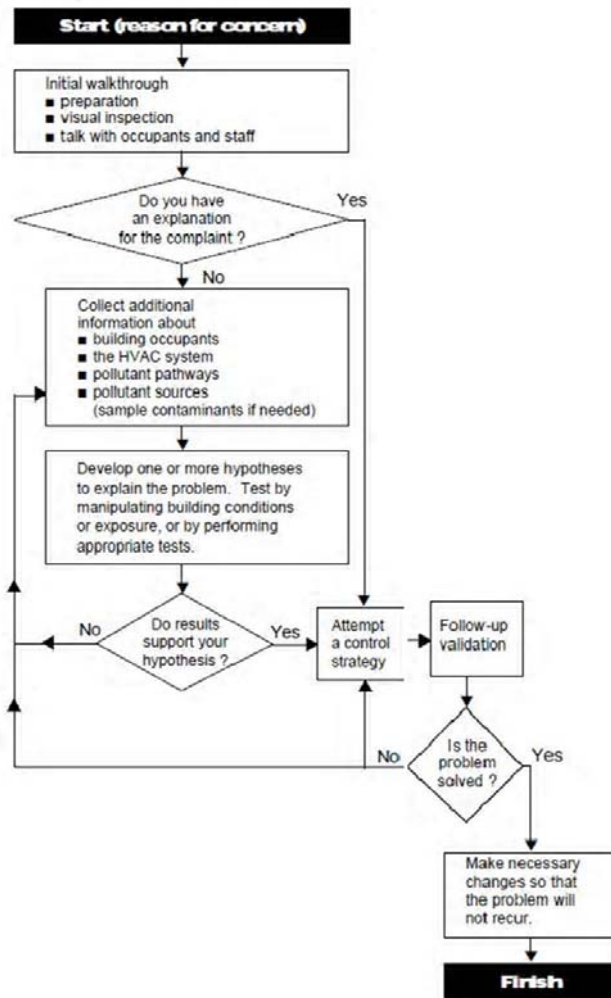 Start (reason for concern)
Initial walkthrough
■ preparation
■ visual inspection
■ talk with occupants and staff
Do you have
an explanation
for the complaint ?
Yes
No
Collect additional
information about
■ building occupants
■ the HVAC system
■ pollutant pathways
■ pollutant sources
(sample contaminants if needed)
Develop one or more hypotheses
to explain the problem. Test by
manipulating building conditions
or exposure, or by performing
appropriate tests.
No
Do results
support your
hypothesis ?
Yes
Attempt
a control
strategy
Follow-up
validation
No
Is the
problem
solved ?
Yes
Make necessary
changes so that
the problem will
not recur.
Finish